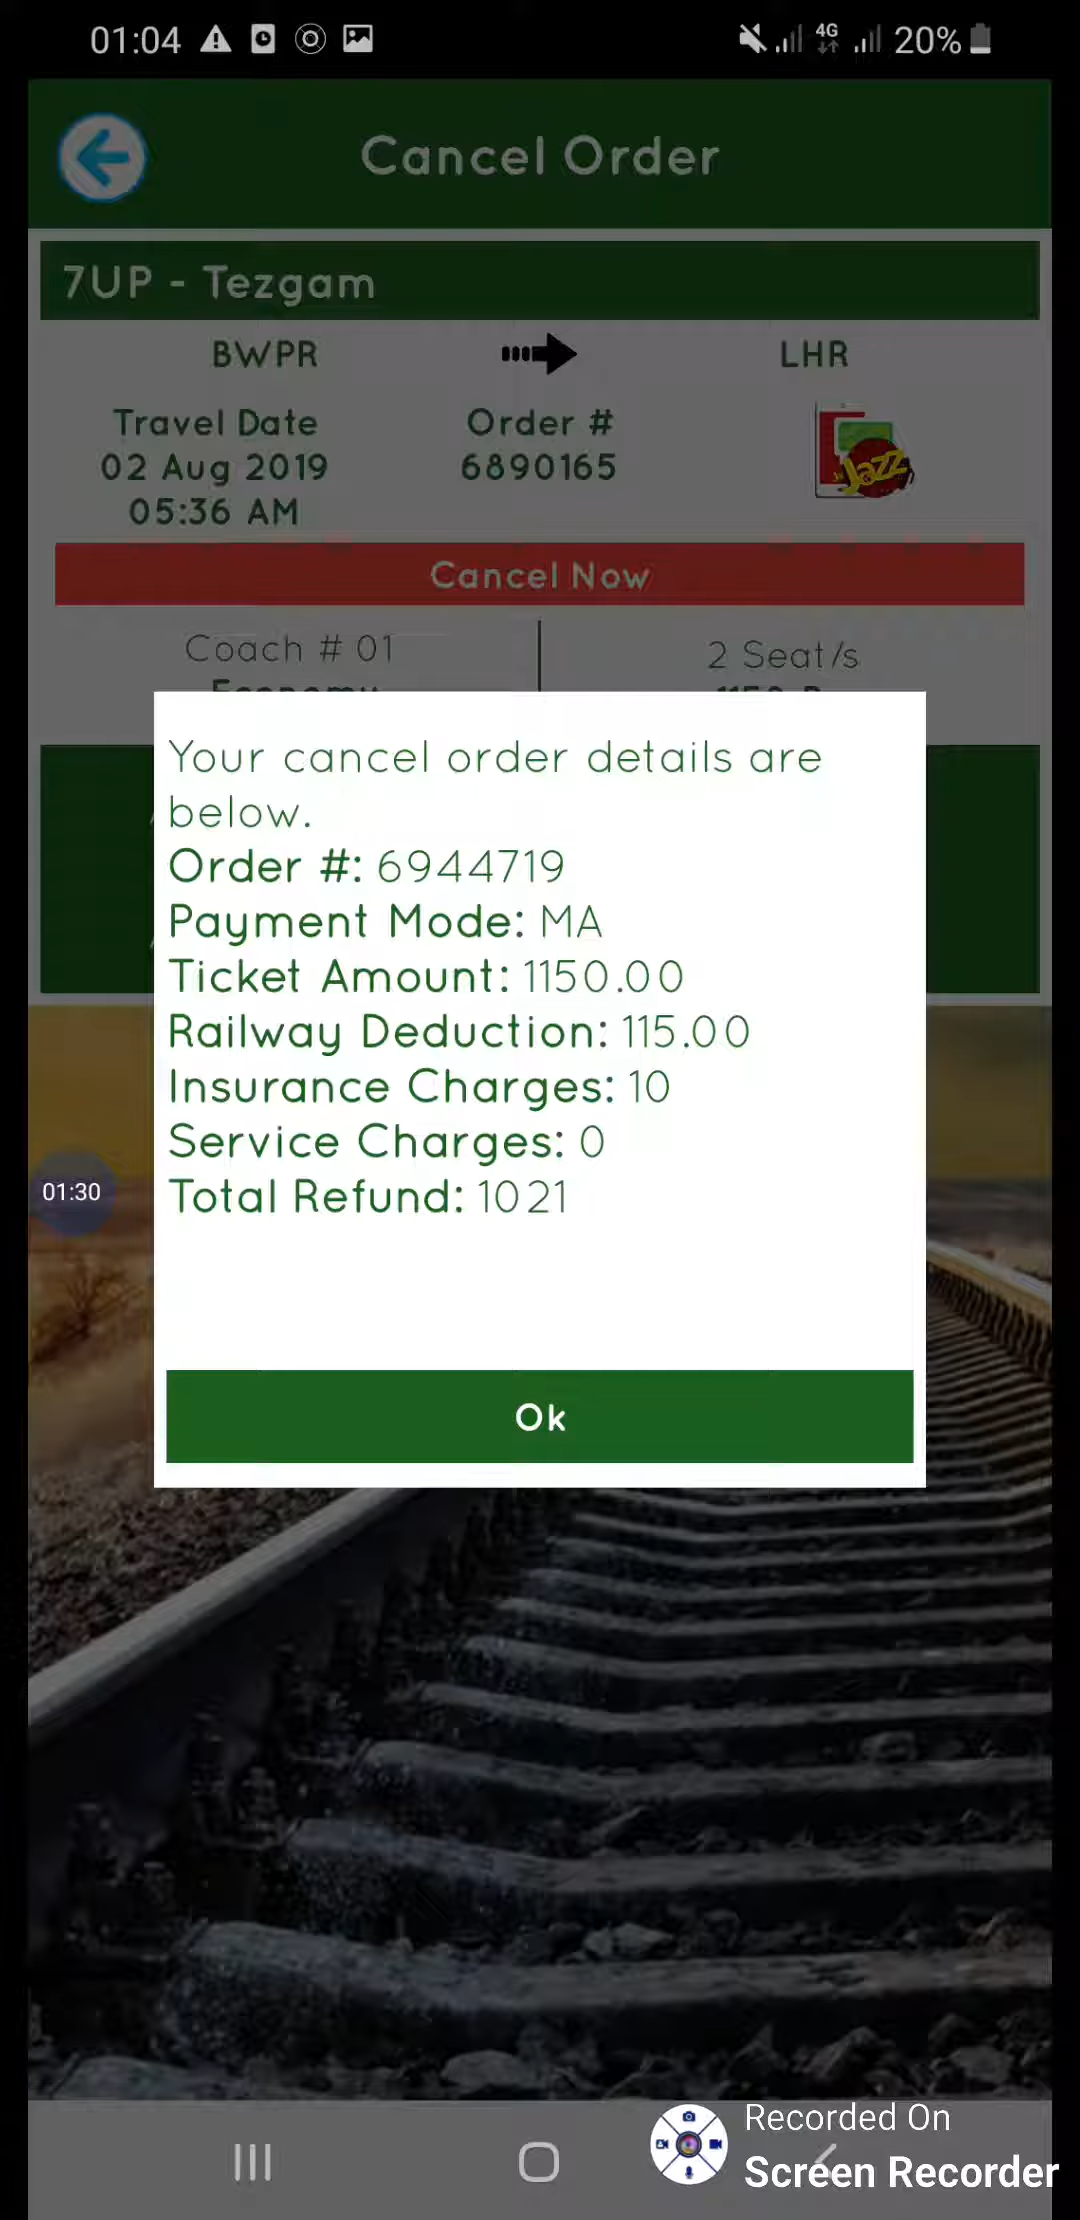 01:04
4G
20%
Cancel Order
7UP - Tezgam
BWPR
LHR
Travel Date
02 Aug 2019
05:36 AM
Order #
6890165
Jazz
Cancel Now
Coach # 01
2 Seat/s
Economy
Your cancel order details are
below.
Order #: 6944719
Payment Mode: MA
Ticket Amount: 1150.00
Railway Deduction: 115.00
Insurance Charges: 10
Service Charges: 0
Total Refund: 1021
01:30
Ok
Recorded On
Screen Recorder